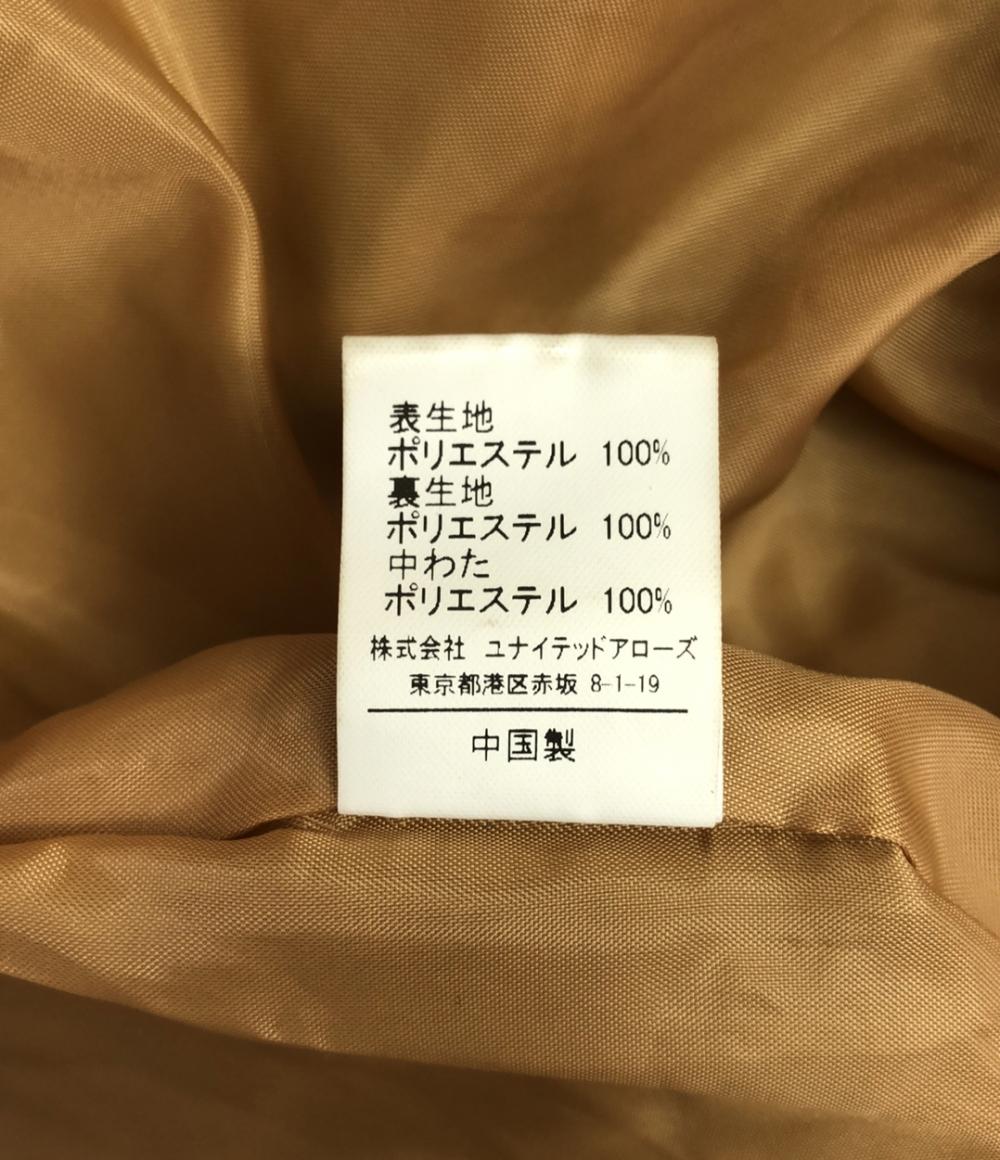 表生地
ポリエステル 100%
裏生地
ポリエステル 100%
中わた
ポリエステル 100%
株式会社 ユナイテッドアローズ
東京都港区赤坂 8-1-19
中国製